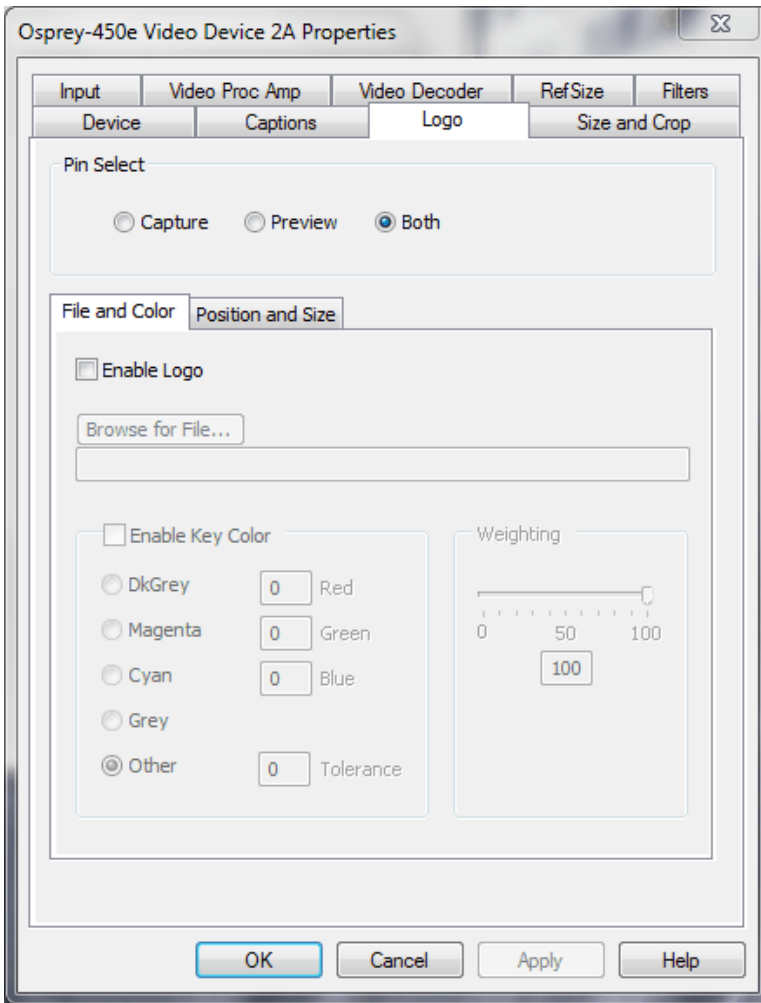 Osprey-450e Video Device 2A Properties
Input Video Proc Amp Video Decoder RefSize Filters
Device Captions Logo Size and Crop
Pin Select
Capture Preview Both
File and Color Position and Size
Enable Logo
Browse for File...
Enable Key Color Weighting
DkGrey 0 Red
Magenta 0 Green 0 50 100
Cyan 0 Blue 100
Grey
Other 0 Tolerance
OK Cancel Apply Help